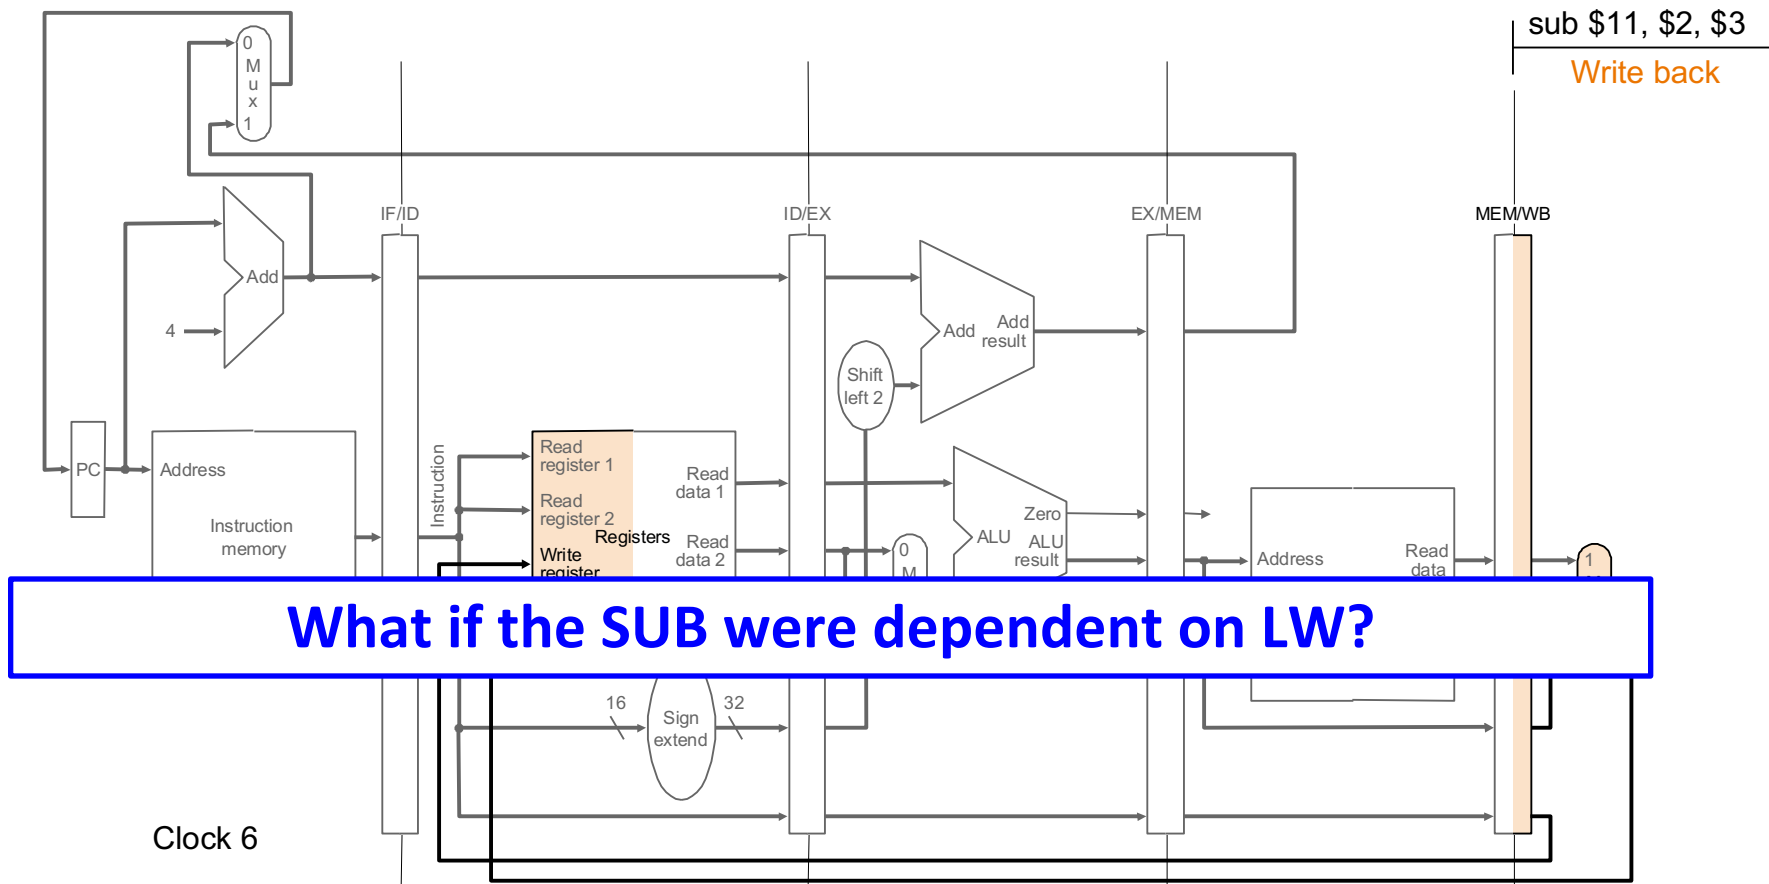 sub $11, $2, $3
Write back
0
M
u
x
1
IF/ID
ID/EX
EX/MEM
MEM/WB
Add
4
Add
Add
result
Shift
left 2
PC
Address
Instruction
memory
Instruction
Read
register 1
Read
register 2
Registers
Write
register
Read
data 1
Read
data 2
0
M
Zero
ALU
ALU
result
Address
Read
data
1
What if the SUB were dependent on LW?
16
Sign
extend
32
Clock 6